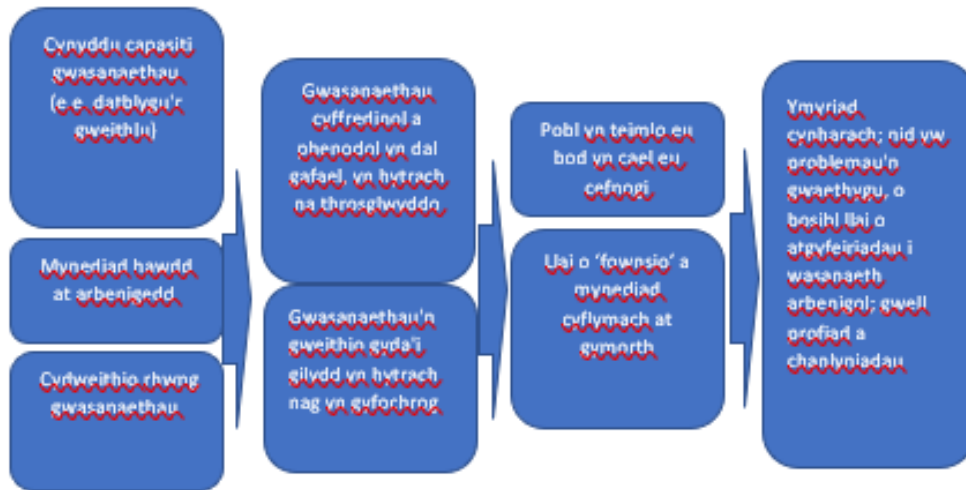 Cynyddu capasiti
gwasanaethau
(e.e. datblygu'r
gweithlu)
Mynediad hawdd
at arbenigedd
Cydweithio rhwng
gwasanaethau
Gwasanaethau
cyffredinol a
phenodol yn dal
gafael, yn hytrach
na throsglwyddo
Gwasanaethau'n
gweithio gyda'i
gilydd yn hytrach
nag yn gyfochrog
Pobl yn teimlo eu
bod yn cael eu
cefnogi
Llai o ‘fownsio’ a
mynediad
cyflymach at
gymorth
Ymyriad
cynharach; nid yw
problemau'n
gwaethygu, o
bosibl llai o
atgyfeiriadau i
wasanaeth
arbenigol; gwell
profiad a
chanlyniadau